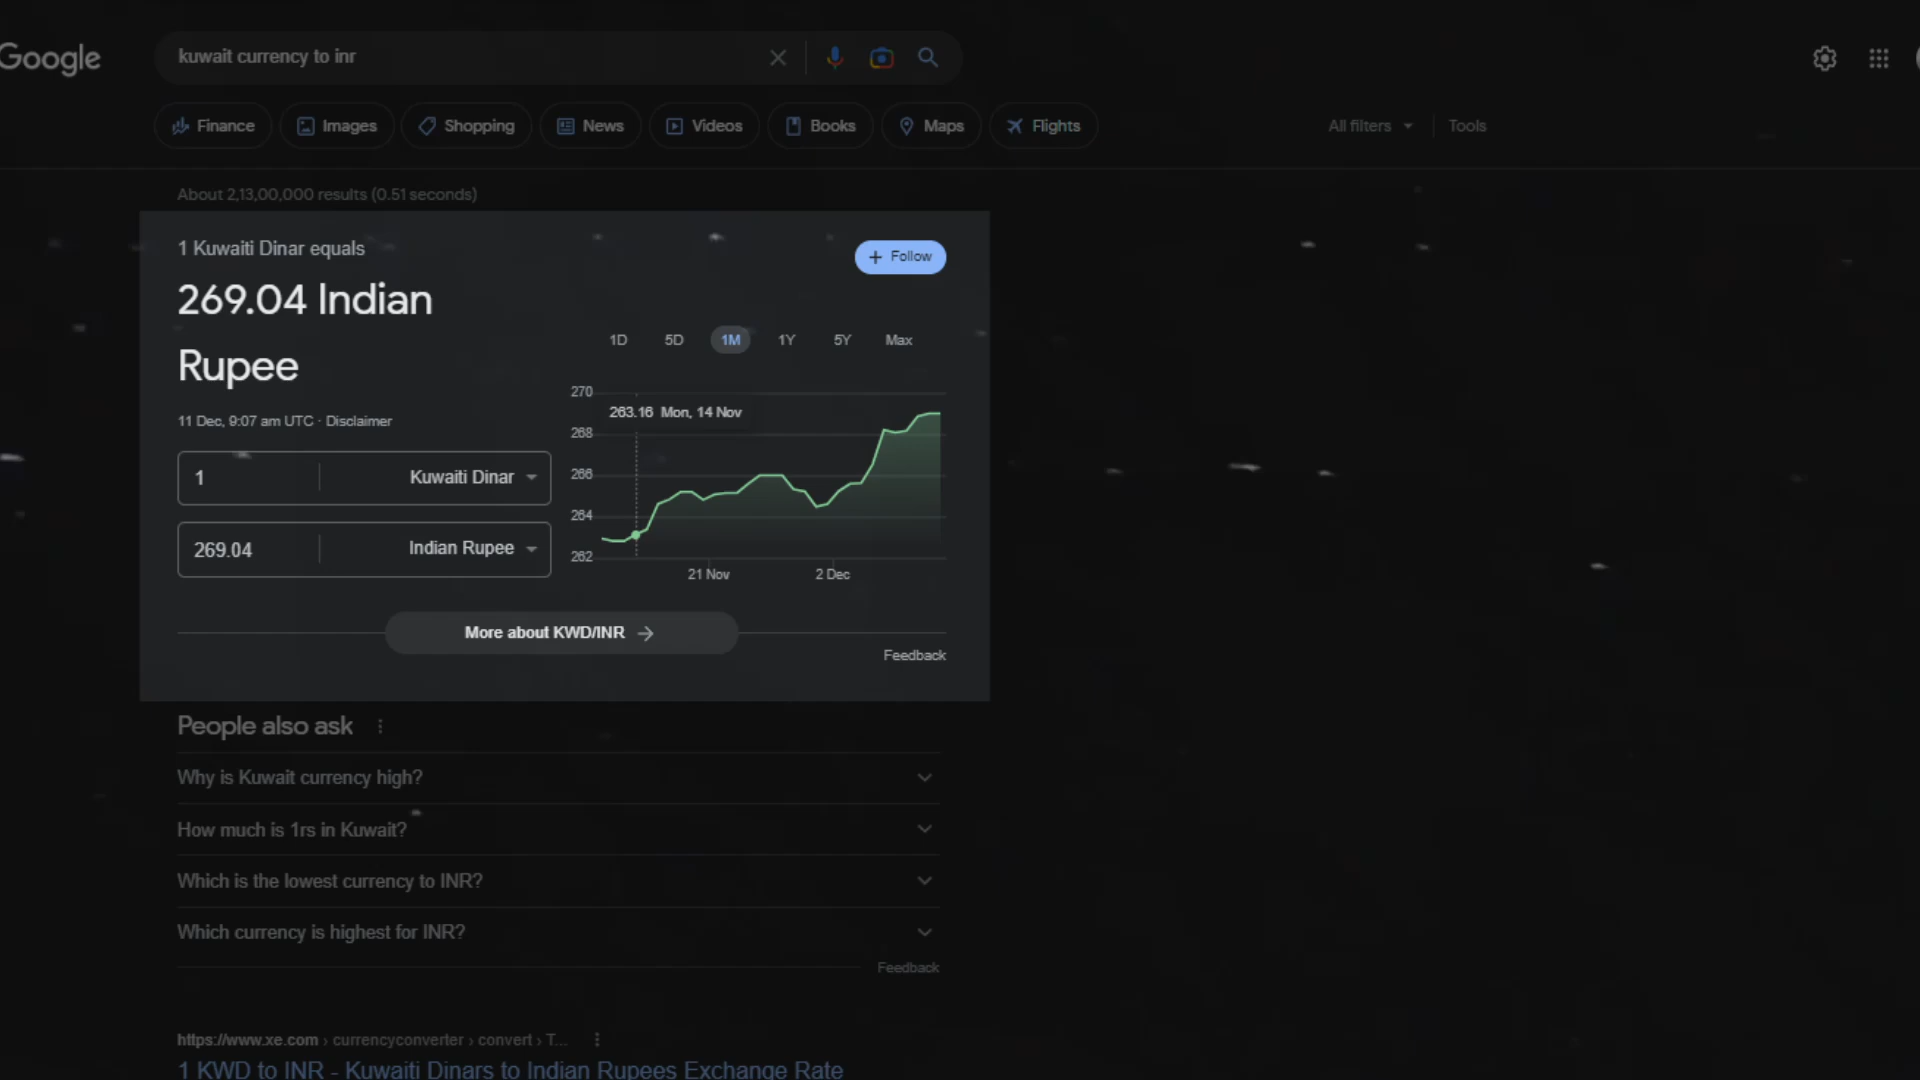 Google
kuwait currency to inr
Finance
Images
Shopping
News
Videos
Books
Maps
Flights
All filters
Tools
About 2,13,00,000 results (0.51 seconds)
1 Kuwaiti Dinar equals
+ Follow
269.04 Indian
Rupee
11 Dec, 9:07 am UTC · Disclaimer
1 Kuwaiti Dinar
269.04 Indian Rupee
1D 5D 1M 1Y 5Y Max
270
263.16 Mon, 14 Nov
268
266
264
262
21 Nov 2 Dec
More about KWD/INR →
Feedback
People also ask
Why is Kuwait currency high?
How much is 1rs in Kuwait?
Which is the lowest currency to INR?
Which currency is highest for INR?
Feedback
https://www.xe.com › currencyconverter › convert › T...
1 KWD to INR - Kuwaiti Dinars to Indian Rupees Exchange Rate